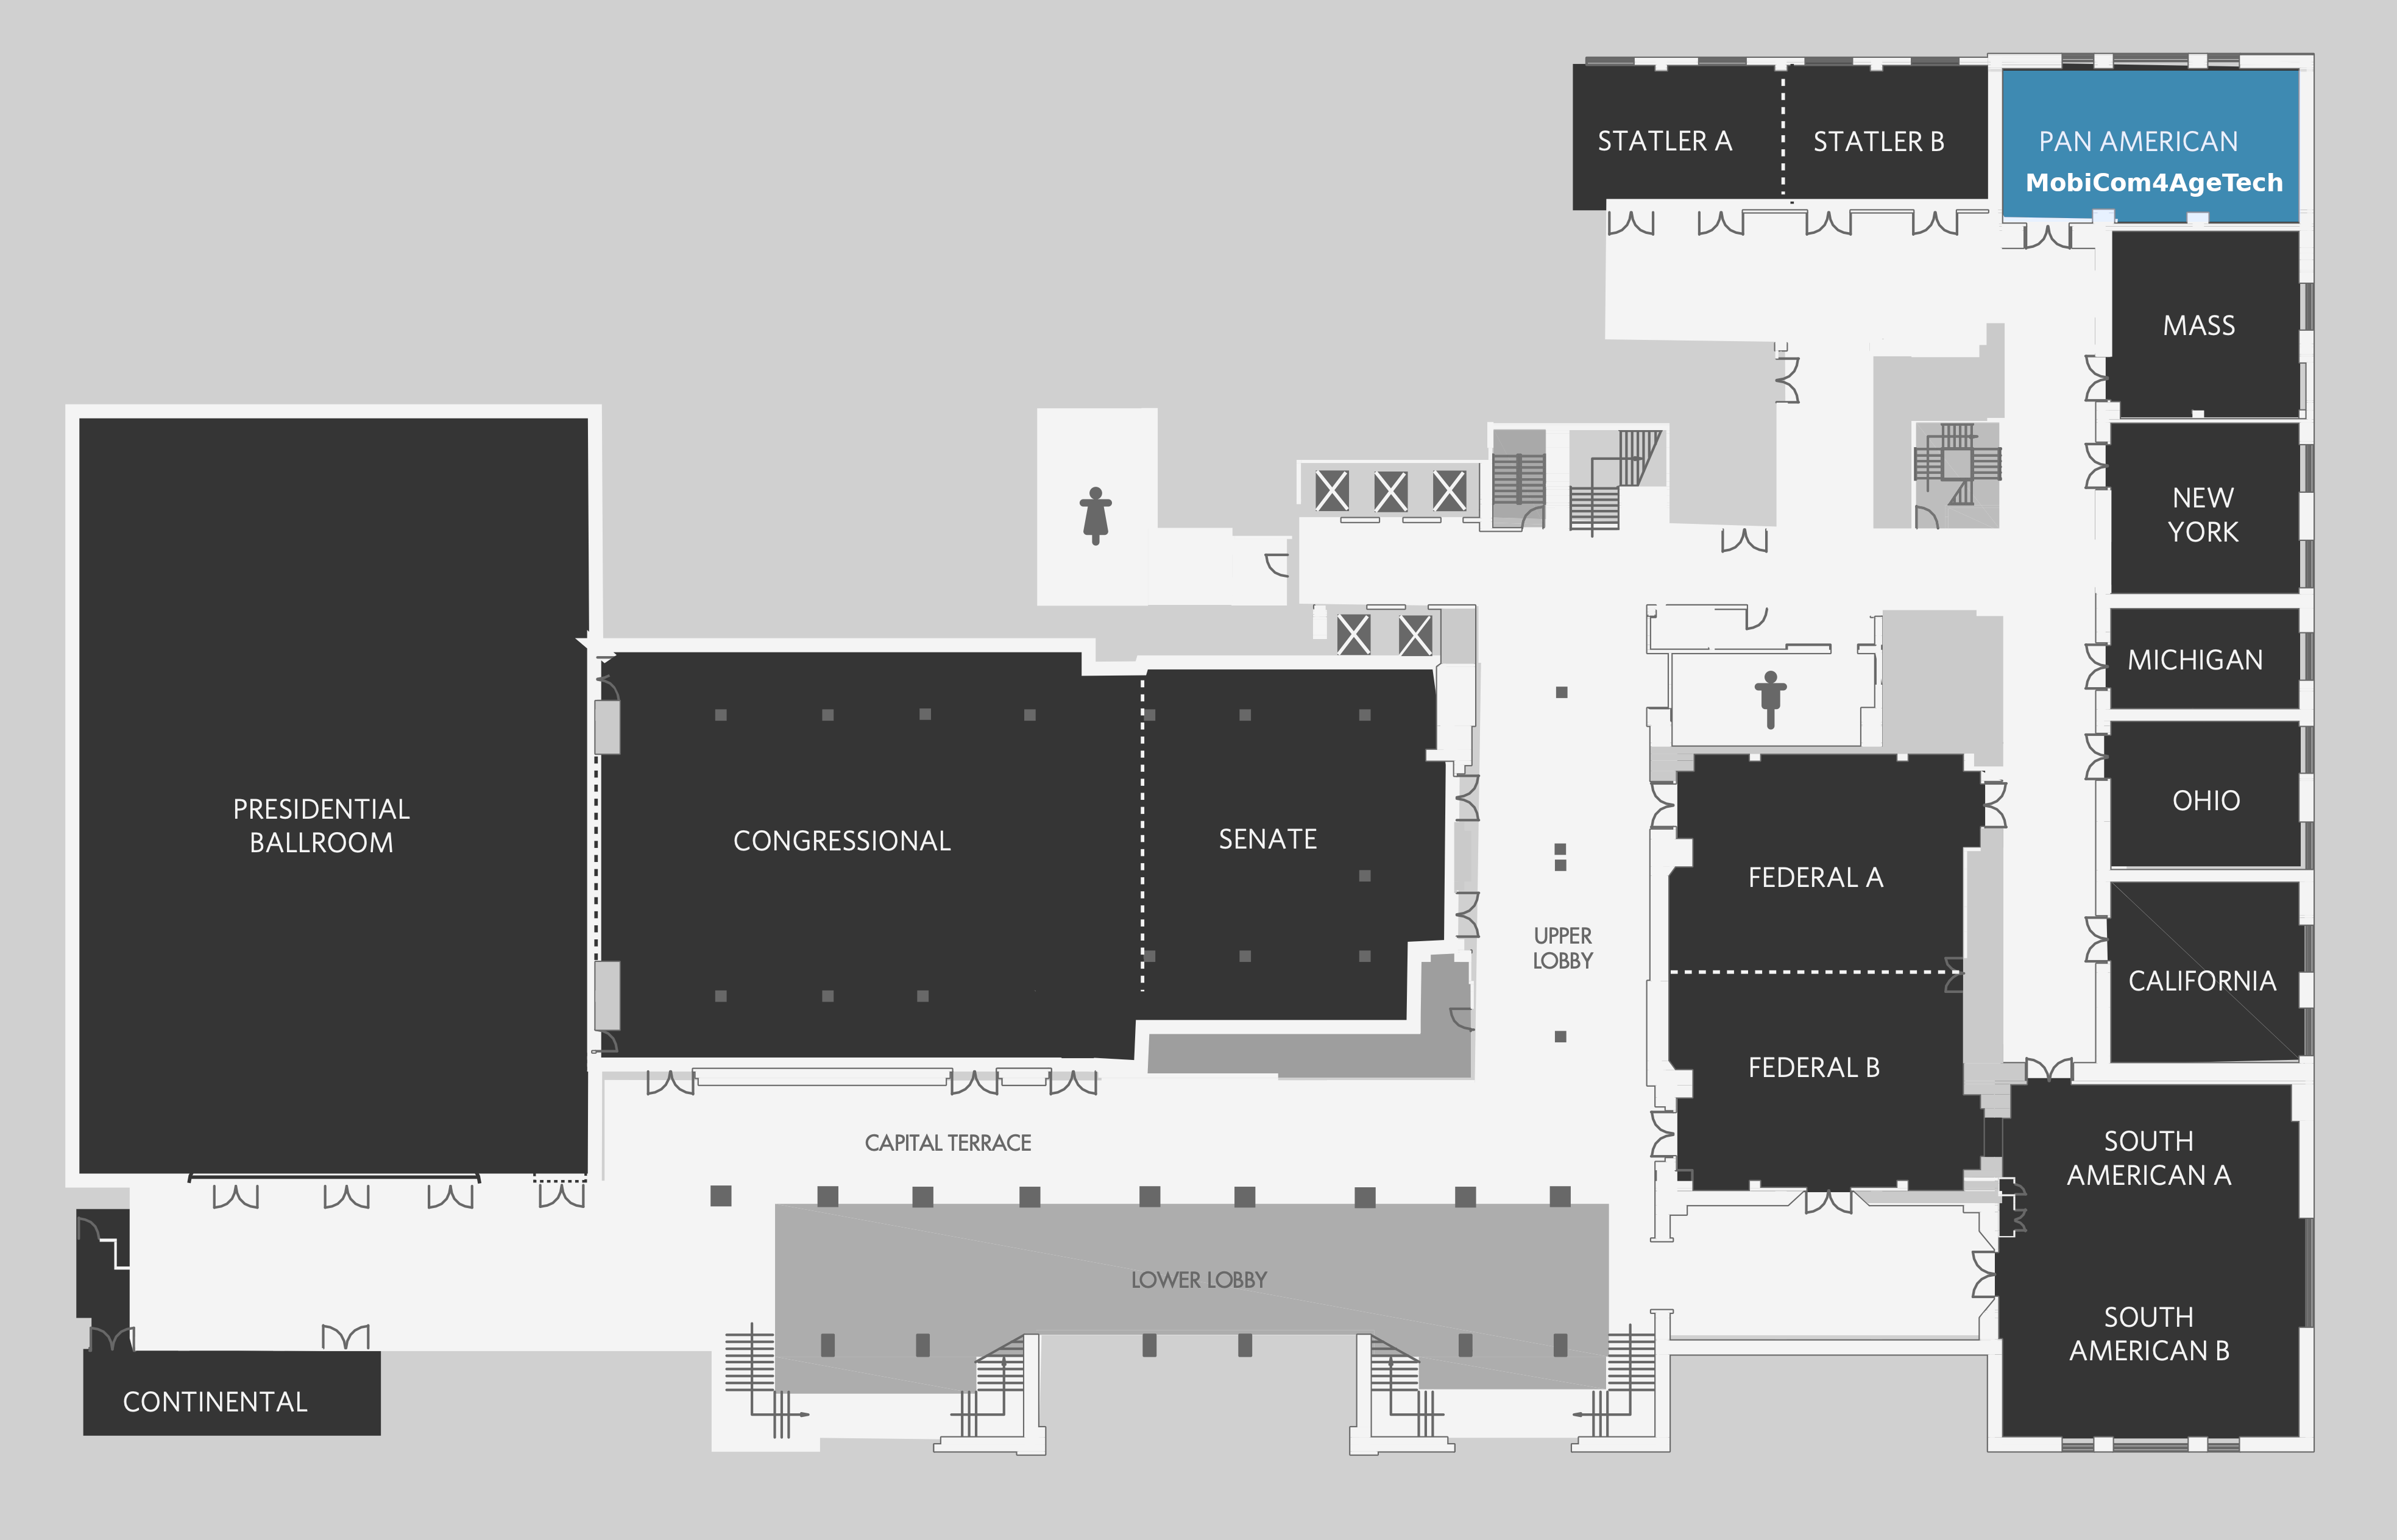 STATLER A
STATLER B
PAN AMERICAN
MobiCom4AgeTech
MASS
NEW
YORK
MICHIGAN
OHIO
CALIFORNIA
PRESIDENTIAL
BALLROOM
CONGRESSIONAL
SENATE
UPPER
LOBBY
FEDERAL A
FEDERAL B
CAPITAL TERRACE
SOUTH
AMERICAN A
LOWER LOBBY
SOUTH
AMERICAN B
CONTINENTAL